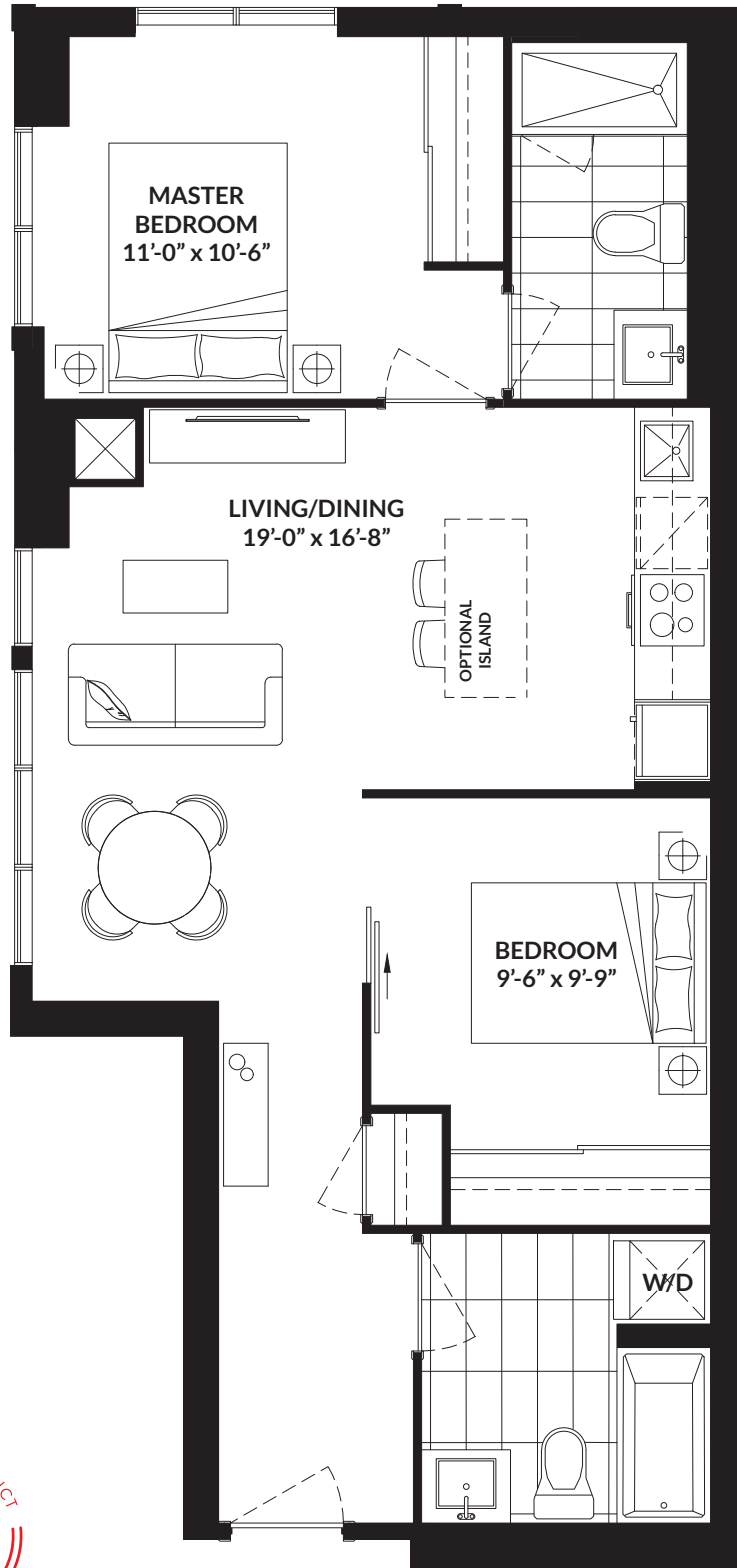 MASTER
BEDROOM
11’-0” x 10’-6”
LIVING/DINING
19’-0” x 16’-8”
OPTIONAL
ISLAND
BEDROOM
9’-6” x 9’-9”
W/D